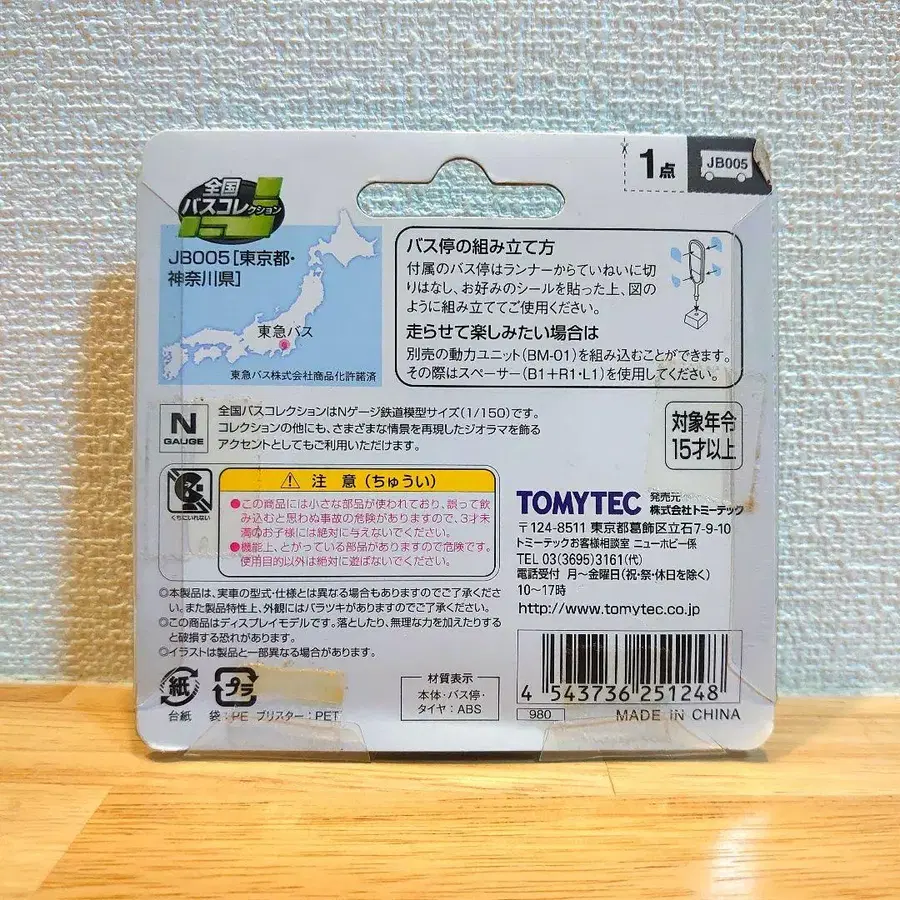 全国
バスコレクション
JB005[東京都・
神奈川県]
東急バス
東急バス株式会社商品化許諾済
1点
JB005
バス停の組み立て方
付属のバス停はランナーからていねいに切
りはなし、お好みのシールを貼った上、図の
ように組み立ててご使用ください。
走らせて楽しみたい場合は
別売の動力ユニット(BM-01)を組み込むことができます。
その際はスペーサー(B1+R1・L1)を使用してください。
N
GAUGE
全国バスコレクションはNゲージ鉄道模型サイズ(1/150)です。
コレクションの他にも、さまざまな情景を再現したジオラマを飾る
アクセントとしてもご利用いただけます。
対象年令
15才以上
くちにいれない
注 意 (ちゅうい)
●この商品には小さな部品が使われており、誤って飲
み込むと思わぬ事故の危険がありますので、3才未
満のお子様には絶対に与えないでください。
●機能上、とがっている部品がありますので危険です。
使用目的以外は絶対に遊ばないでください。
◎本製品は、実車の型式・仕様とは異なる場合もありますのでご了承くださ
い。また製品特性上、外観にはバラツキがありますのでご了承ください。
◎この商品はディスプレイモデルです。落としたり、無理な力を加えたりする
と破損する恐れがあります。
◎イラストは製品と一部異なる場合があります。
TOMYTEC 発売元 株式会社トミーテック
〒124-8511 東京都葛飾区立石7-9-10
トミーテックお客様相談室 ニューホビー係
TEL 03(3695)3161(代)
電話受付 月～金曜日(祝・祭・休日を除く)
10～17時
http://www.tomytec.co.jp
紙
台紙
プラ
袋:PE ブリスター:PET
材質表示
本体・バス停・
タイヤ:ABS
4 543736 251248
980
MADE IN CHINA